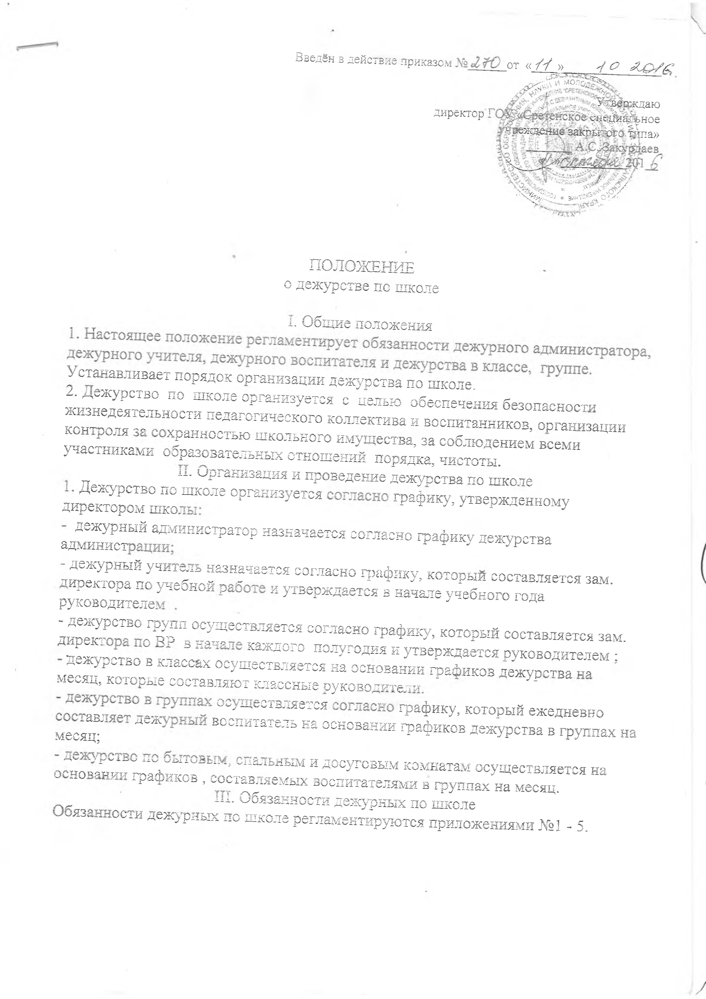 Введён в действие приказом № 270 от «11» 10 2016г.
Утверждаю
директор ГОУ «Сретенское специальное
учреждение закрытого типа»
А.С. Закурдаев
октября 2016
ПОЛОЖЕНИЕ
о дежурстве по школе
I. Общие положения
1. Настоящее положение регламентирует обязанности дежурного администратора,
дежурного учителя, дежурного воспитателя и дежурства в классе, группе.
Устанавливает порядок организации дежурства по школе.
2. Дежурство по школе организуется с целью обеспечения безопасности
жизнедеятельности педагогического коллектива и воспитанников, организации
контроля за сохранностью школьного имущества, за соблюдением всеми
участниками образовательных отношений порядка, чистоты.
II. Организация и проведение дежурства по школе
1. Дежурство по школе организуется согласно графику, утвержденному
директором школы:
- дежурный администратор назначается согласно графику дежурства
администрации;
- дежурный учитель назначается согласно графику, который составляется зам.
директора по учебной работе и утверждается в начале учебного года
руководителем .
- дежурство групп осуществляется согласно графику, который составляется зам.
директора по ВР в начале каждого полугодия и утверждается руководителем ;
- дежурство в классах осуществляется на основании графиков дежурства на
месяц, которые составляют классные руководители.
- дежурство в группах осуществляется согласно графику, который ежедневно
составляет дежурный воспитатель на основании графиков дежурства в группах на
месяц;
- дежурство по бытовым, спальным и досуговым комнатам осуществляется на
основании графиков , составляемых воспитателями в группах на месяц.
III. Обязанности дежурных по школе
Обязанности дежурных по школе регламентируются приложениями №1 - 5.